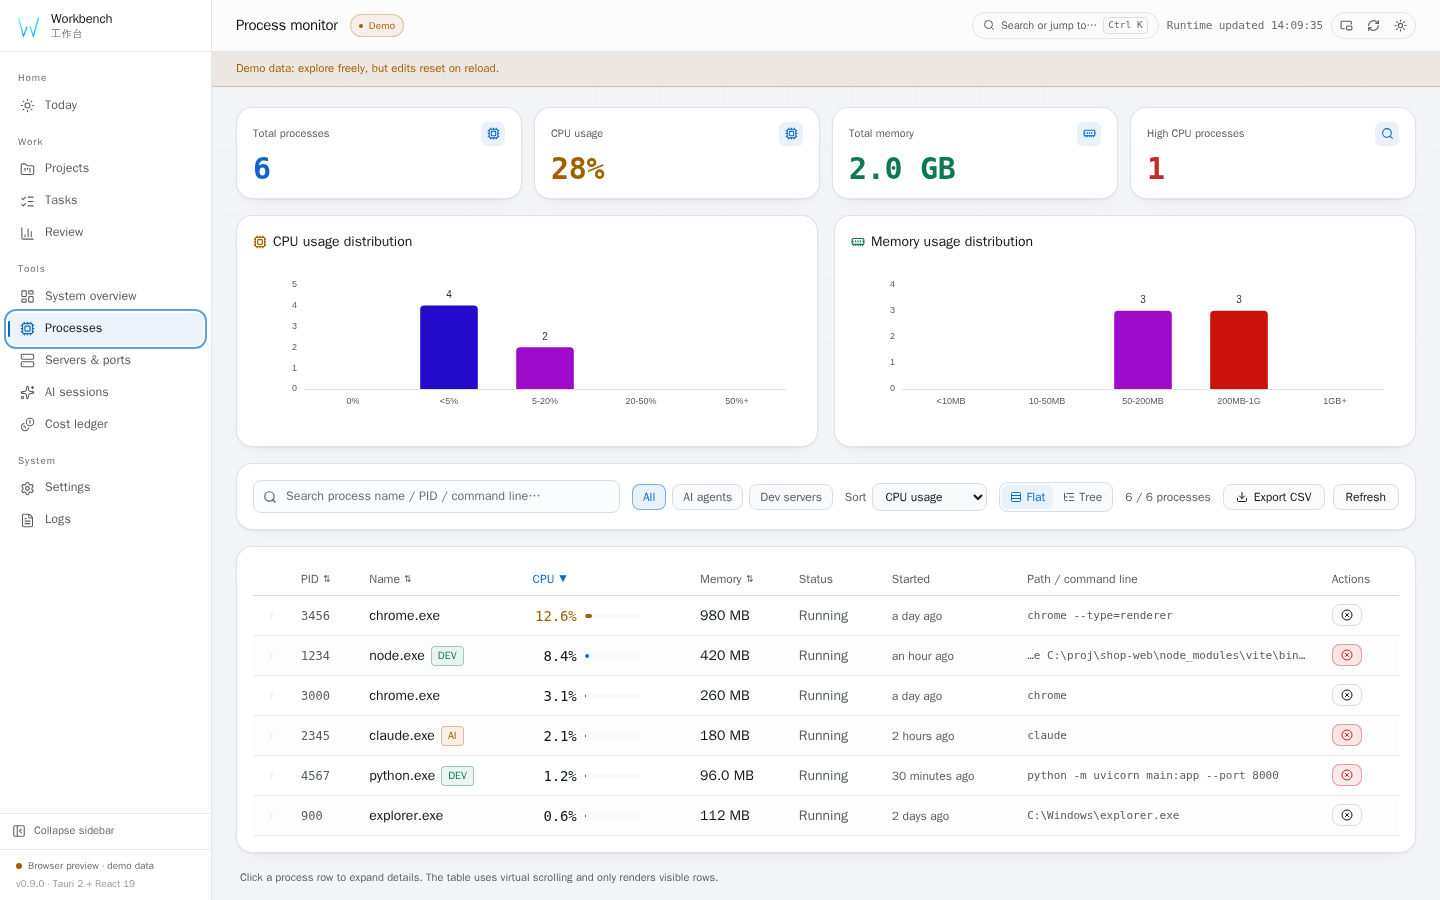 Workbench
工作台
Home
Today
Work
Projects
Tasks
Review
Tools
System overview
Processes
Servers & ports
AI sessions
Cost ledger
System
Settings
Logs
Collapse sidebar
Browser preview · demo data
v0.9.0 · Tauri 2 + React 19
Process monitor
Demo
Search or jump to⋯ Ctrl K
Runtime updated 14:09:35
Demo data: explore freely, but edits reset on reload.
Total processes
6
CPU usage
28%
Total memory
2.0 GB
High CPU processes
1
CPU usage distribution
5
4
3
2
1
0
4
2
0% <5% 5-20% 20-50% 50%+
Memory usage distribution
4
3
2
1
0
3
3
<10MB 10-50MB 50-200MB 200MB-1G 1GB+
Search process name / PID / command line⋯
All AI agents Dev servers Sort CPU usage Flat Tree 6 / 6 processes Export CSV Refresh
PID ⇅ Name ⇅ CPU ▼ Memory ⇅ Status Started Path / command line Actions
3456 chrome.exe 12.6% 980 MB Running a day ago chrome --type=renderer
1234 node.exe DEV 8.4% 420 MB Running an hour ago …e C:\proj\shop-web\node_modules\vite\bin…
3000 chrome.exe 3.1% 260 MB Running a day ago chrome
2345 claude.exe AI 2.1% 180 MB Running 2 hours ago claude
4567 python.exe DEV 1.2% 96.0 MB Running 30 minutes ago python -m uvicorn main:app --port 8000
900 explorer.exe 0.6% 112 MB Running 2 days ago C:\Windows\explorer.exe
Click a process row to expand details. The table uses virtual scrolling and only renders visible rows.